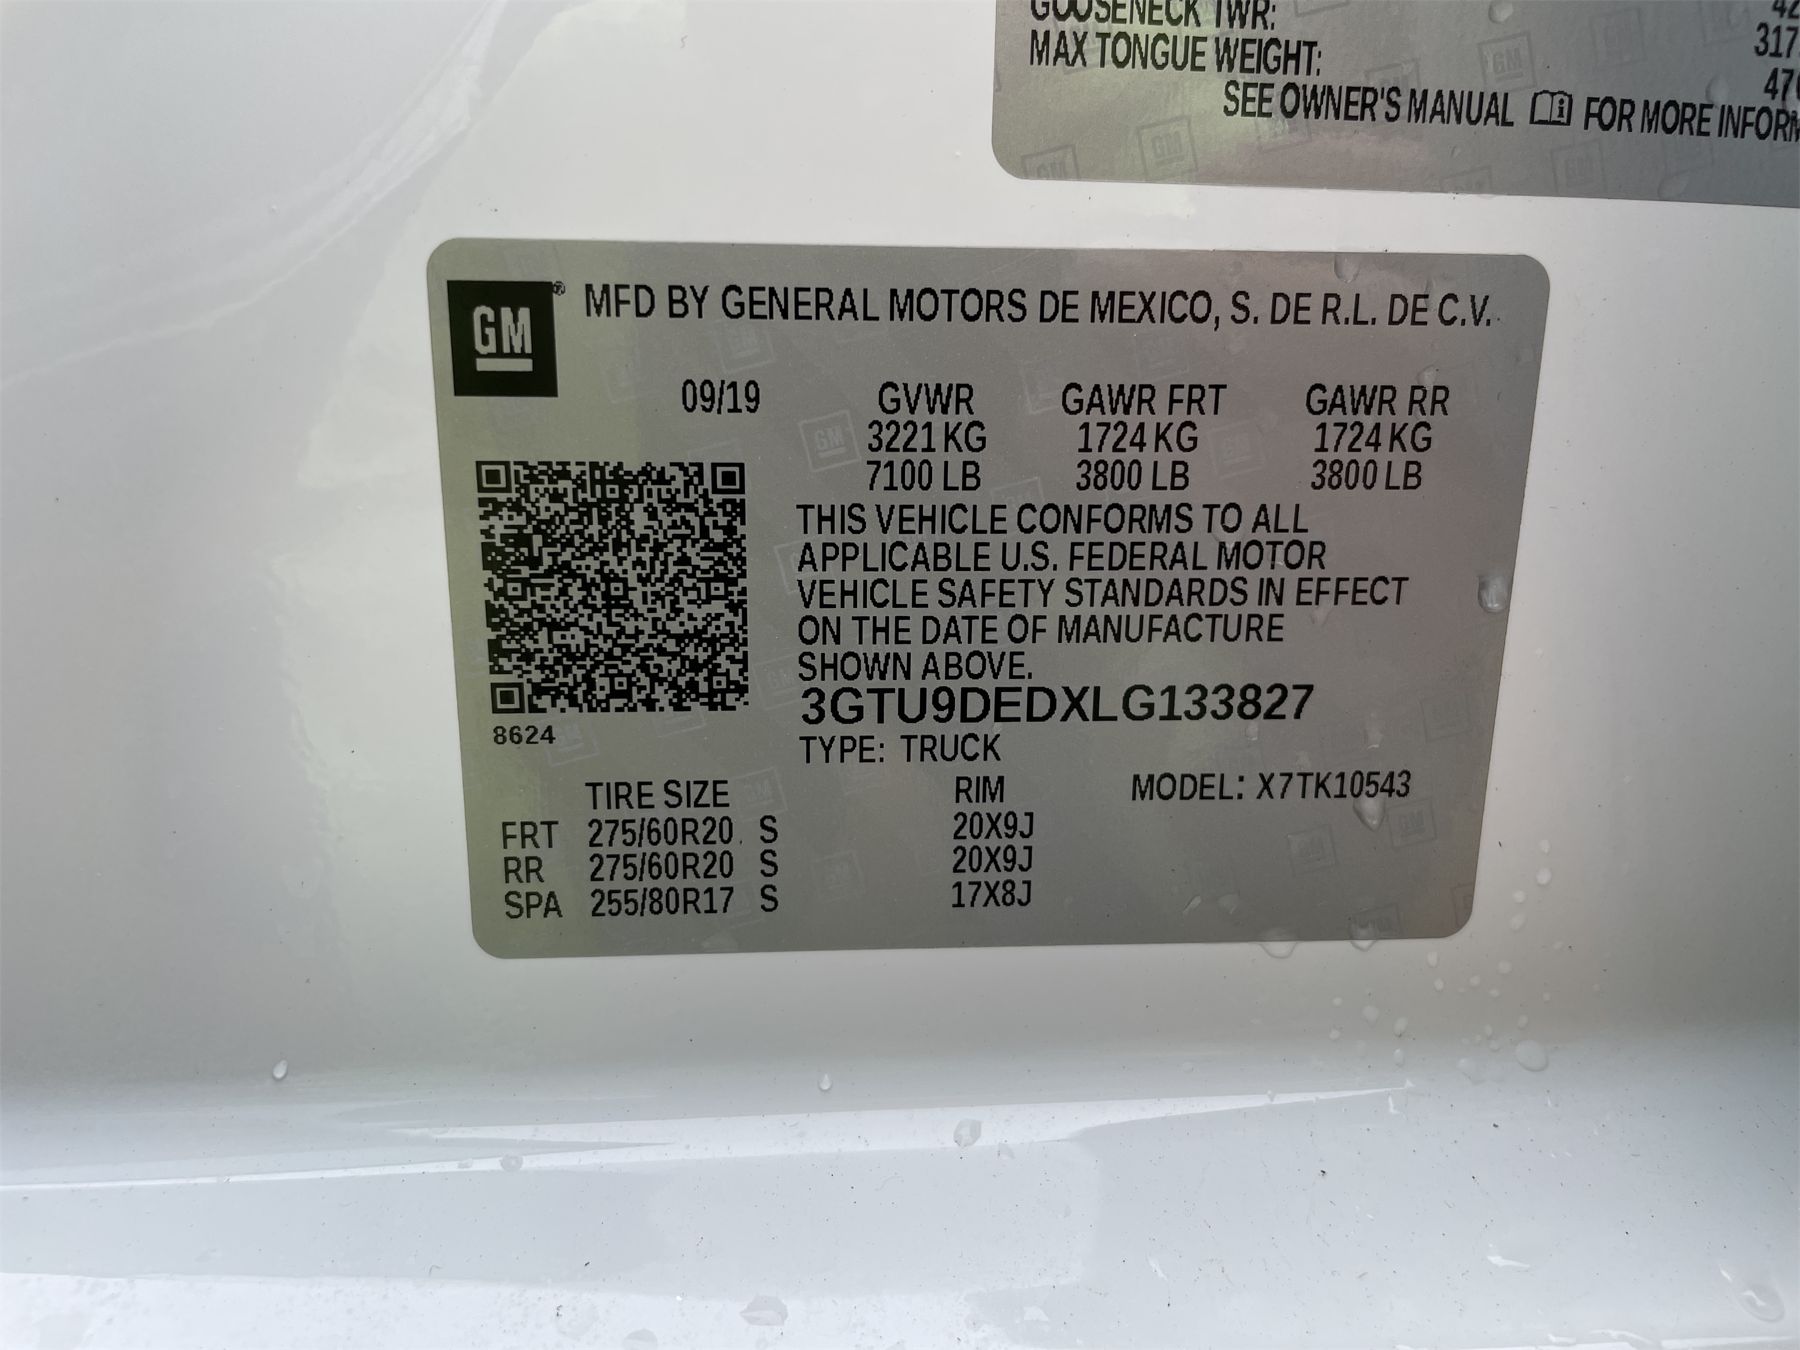 GOOSENECK TWR:
MAX TONGUE WEIGHT:
SEE OWNER'S MANUAL FOR MORE
GM ® MFD BY GENERAL MOTORS DE MEXICO, S. DE R.L. DE C.V.
09/19 GVWR GAWR FRT GAWR RR
3221 KG 1724 KG 1724 KG
7100 LB 3800 LB 3800 LB
THIS VEHICLE CONFORMS TO ALL
APPLICABLE U.S. FEDERAL MOTOR
VEHICLE SAFETY STANDARDS IN EFFECT
ON THE DATE OF MANUFACTURE
SHOWN ABOVE.
3GTU9DEDXLG133827
8624
TYPE: TRUCK
TIRE SIZE RIM MODEL: X7TK10543
FRT 275/60R20 S 20X9J
RR 275/60R20 S 20X9J
SPA 255/80R17 S 17X8J